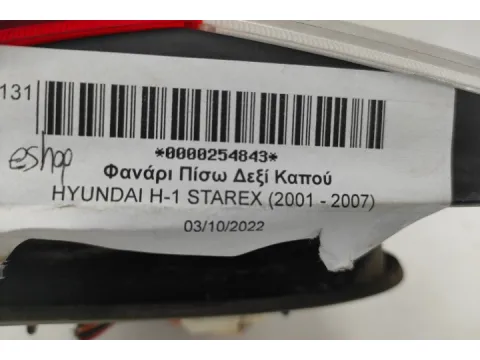 131
*0000254843*
eshop
Φανάρι Πίσω Δεξί Καπού
HYUNDAI H-1 STAREX (2001 - 2007)
03/10/2022